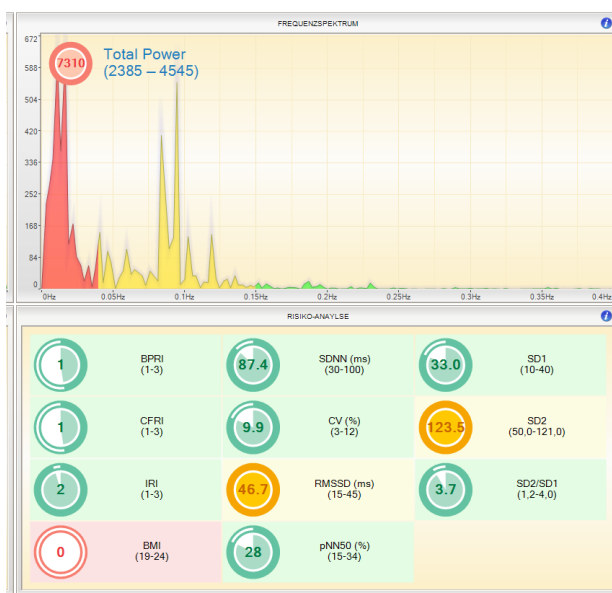 FREQUENZSPEKTRUM
672
588
504
420
336
252
168
84
0
7310
Total Power
(2385 – 4545)
0Hz 0.05Hz 0.1Hz 0.15Hz 0.2Hz 0.25Hz 0.3Hz 0.35Hz 0.4Hz
RISIKO-ANAYLSE
1 BPRI (1-3)
87.4 SDNN (ms) (30-100)
33.0 SD1 (10-40)
1 CFRI (1-3)
9.9 CV (%) (3-12)
123.5 SD2 (50,0-121,0)
2 IRI (1-3)
46.7 RMSSD (ms) (15-45)
3.7 SD2/SD1 (1,2-4,0)
0 BMI (19-24)
28 pNN50 (%) (15-34)